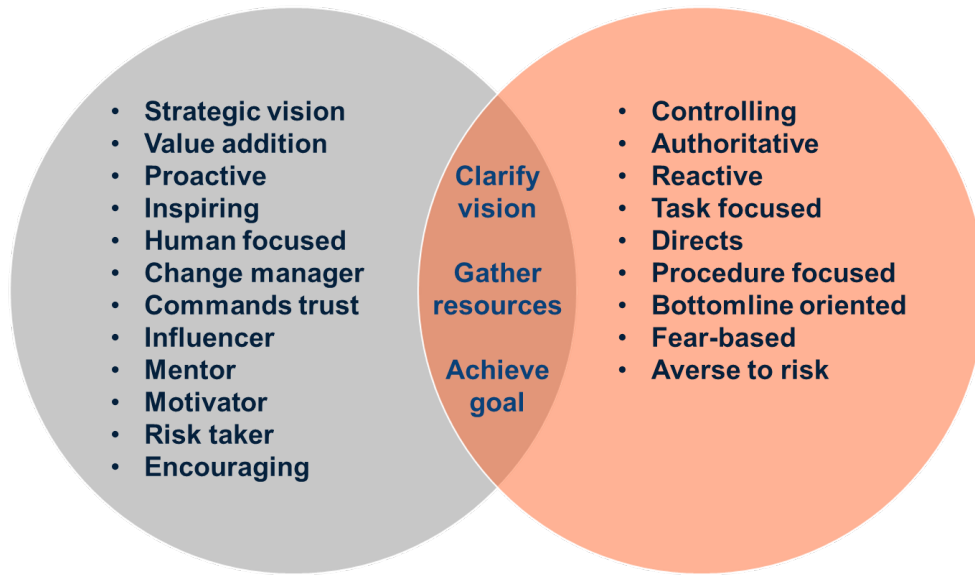 • Strategic vision
• Value addition
• Proactive
• Inspiring
• Human focused
• Change manager
• Commands trust
• Influencer
• Mentor
• Motivator
• Risk taker
• Encouraging
Clarify
vision
Gather
resources
Achieve
goal
• Controlling
• Authoritative
• Reactive
• Task focused
• Directs
• Procedure focused
• Bottomline oriented
• Fear-based
• Averse to risk